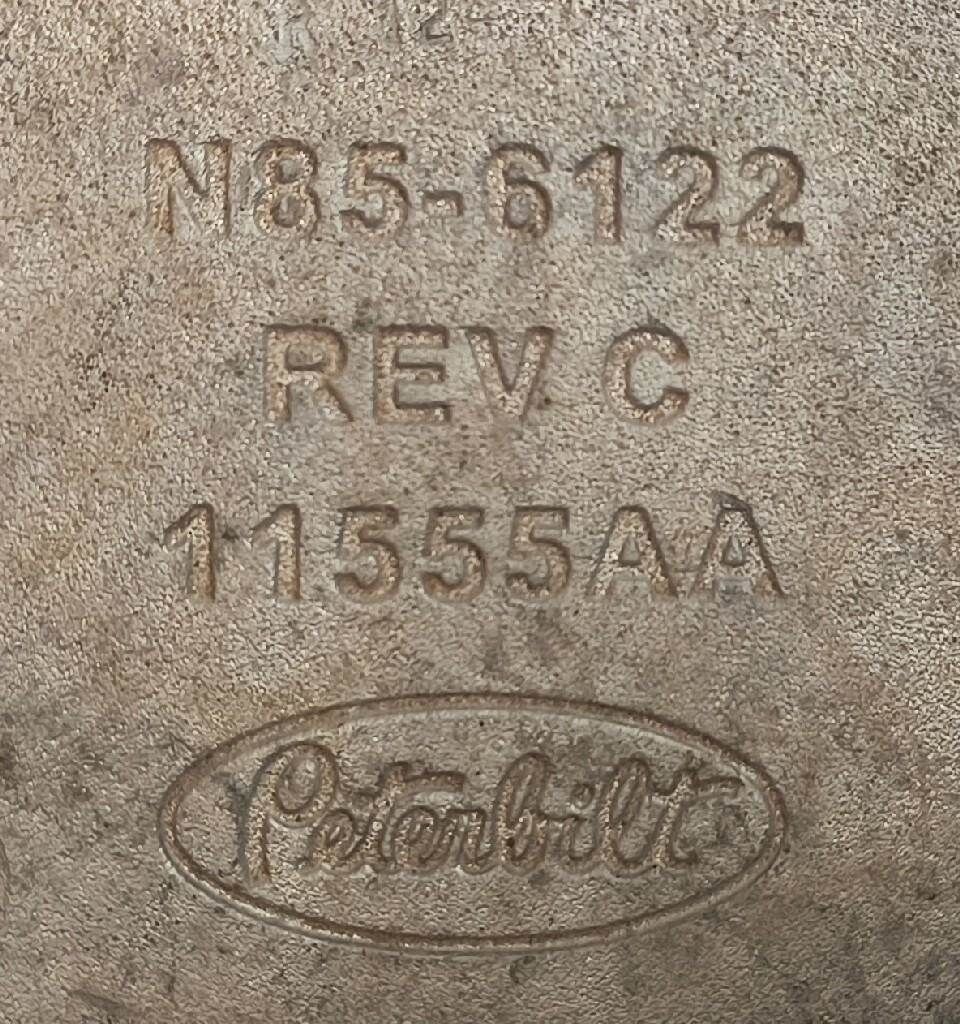 N85-6122
REV C
11555AA
Peterbilt